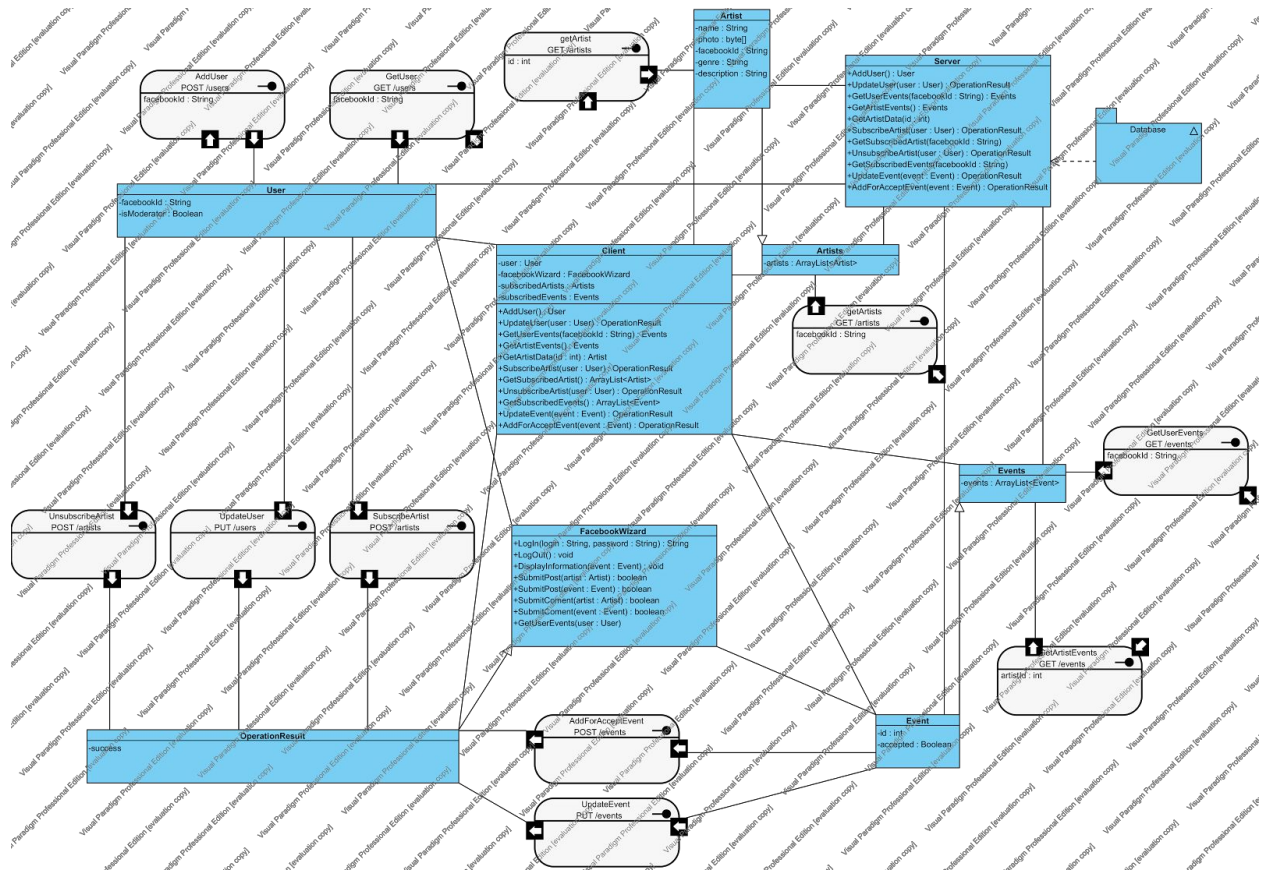 Artist
-name : String
-photo : byte[]
-facebookId : String
-genre : String
-description : String
getArtist
GET /artists
id : int
AddUser
POST /users
facebookId : String
GetUser
GET /users
facebookId : String
Server
+AddUser() : User
+UpdateUser(user : User) : OperationResult
+GetUserEvents(facebookId : String) : Events
+GetArtistEvents() : Events
+GetArtistData(id : int)
+SubscribeArtist(user : User) : OperationResult
+GetSubscribedArtist(facebookId : String)
+UnsubscribeArtist(user : User) : OperationResult
+GetSubscribedEvents(facebookId : String)
+UpdateEvent(event : Event) : OperationResult
+AddForAcceptEvent(event : Event) : OperationResult
Database
User
-facebookId : String
-isModerator : Boolean
Client
-user : User
-facebookWizard : FacebookWizard
-subscribedArtists : Artists
-subscribedEvents : Events
+AddUser() : User
+UpdateUser(user : User) : OperationResult
+GetUserEvents(facebookId : String) : Events
+GetArtistEvents() : Events
+GetArtistData(id : int) : Artist
+SubscribeArtist(user : User) : OperationResult
+GetSubscribedArtist() : ArrayList<Artist>
+UnsubscribeArtist(user : User) : OperationResult
+GetSubscribedEvents() : ArrayList<Event>
+UpdateEvent(event : Event) : OperationResult
+AddForAcceptEvent(event : Event) : OperationResult
Artists
-artists : ArrayList<Artist>
getArtists
GET /artists
facebookId : String
GetUserEvents
GET /events
facebookId : String
Events
-events : ArrayList<Event>
UnsubscribeArtist
POST /artists
UpdateUser
PUT /users
SubscribeArtist
POST /artists
FacebookWizard
+LogIn(login : String, password : String) : String
+LogOut() : void
+DisplayInformation(event : Event) : void
+SubmitPost(artist : Artist) : boolean
+SubmitPost(event : Event) : boolean
+SubmitComent(artist : Artist) : boolean
+SubmitComent(event : Event) : boolean
+GetUserEvents(user : User)
GetArtistEvents
GET /events
artistId : int
OperationResult
-success
AddForAcceptEvent
POST /events
Event
-id : int
-accepted : Boolean
UpdateEvent
PUT /events
Visual Paradigm Professional Edition [evaluation copy]